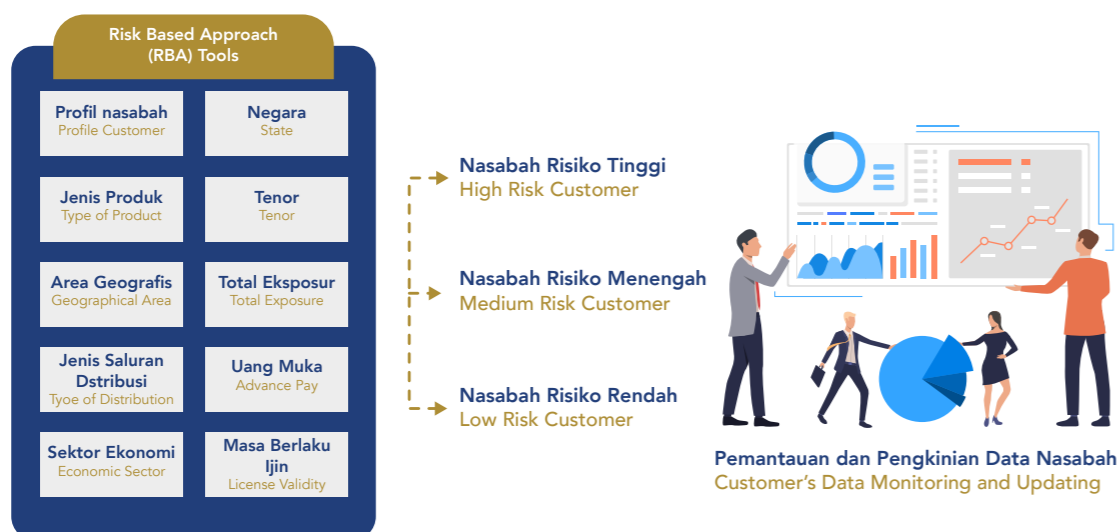 Risk Based Approach
(RBA) Tools
Profil nasabah
Profile Customer
Negara
State
Jenis Produk
Type of Product
Tenor
Tenor
Area Geografis
Geographical Area
Total Eksposur
Total Exposure
Jenis Saluran
Dstribusi
Tyoe of Distribution
Uang Muka
Advance Pay
Sektor Ekonomi
Economic Sector
Masa Berlaku
Ijin
License Validity
Nasabah Risiko Tinggi
High Risk Customer
Nasabah Risiko Menengah
Medium Risk Customer
Nasabah Risiko Rendah
Low Risk Customer
Pemantauan dan Pengkinian Data Nasabah
Customer's Data Monitoring and Updating